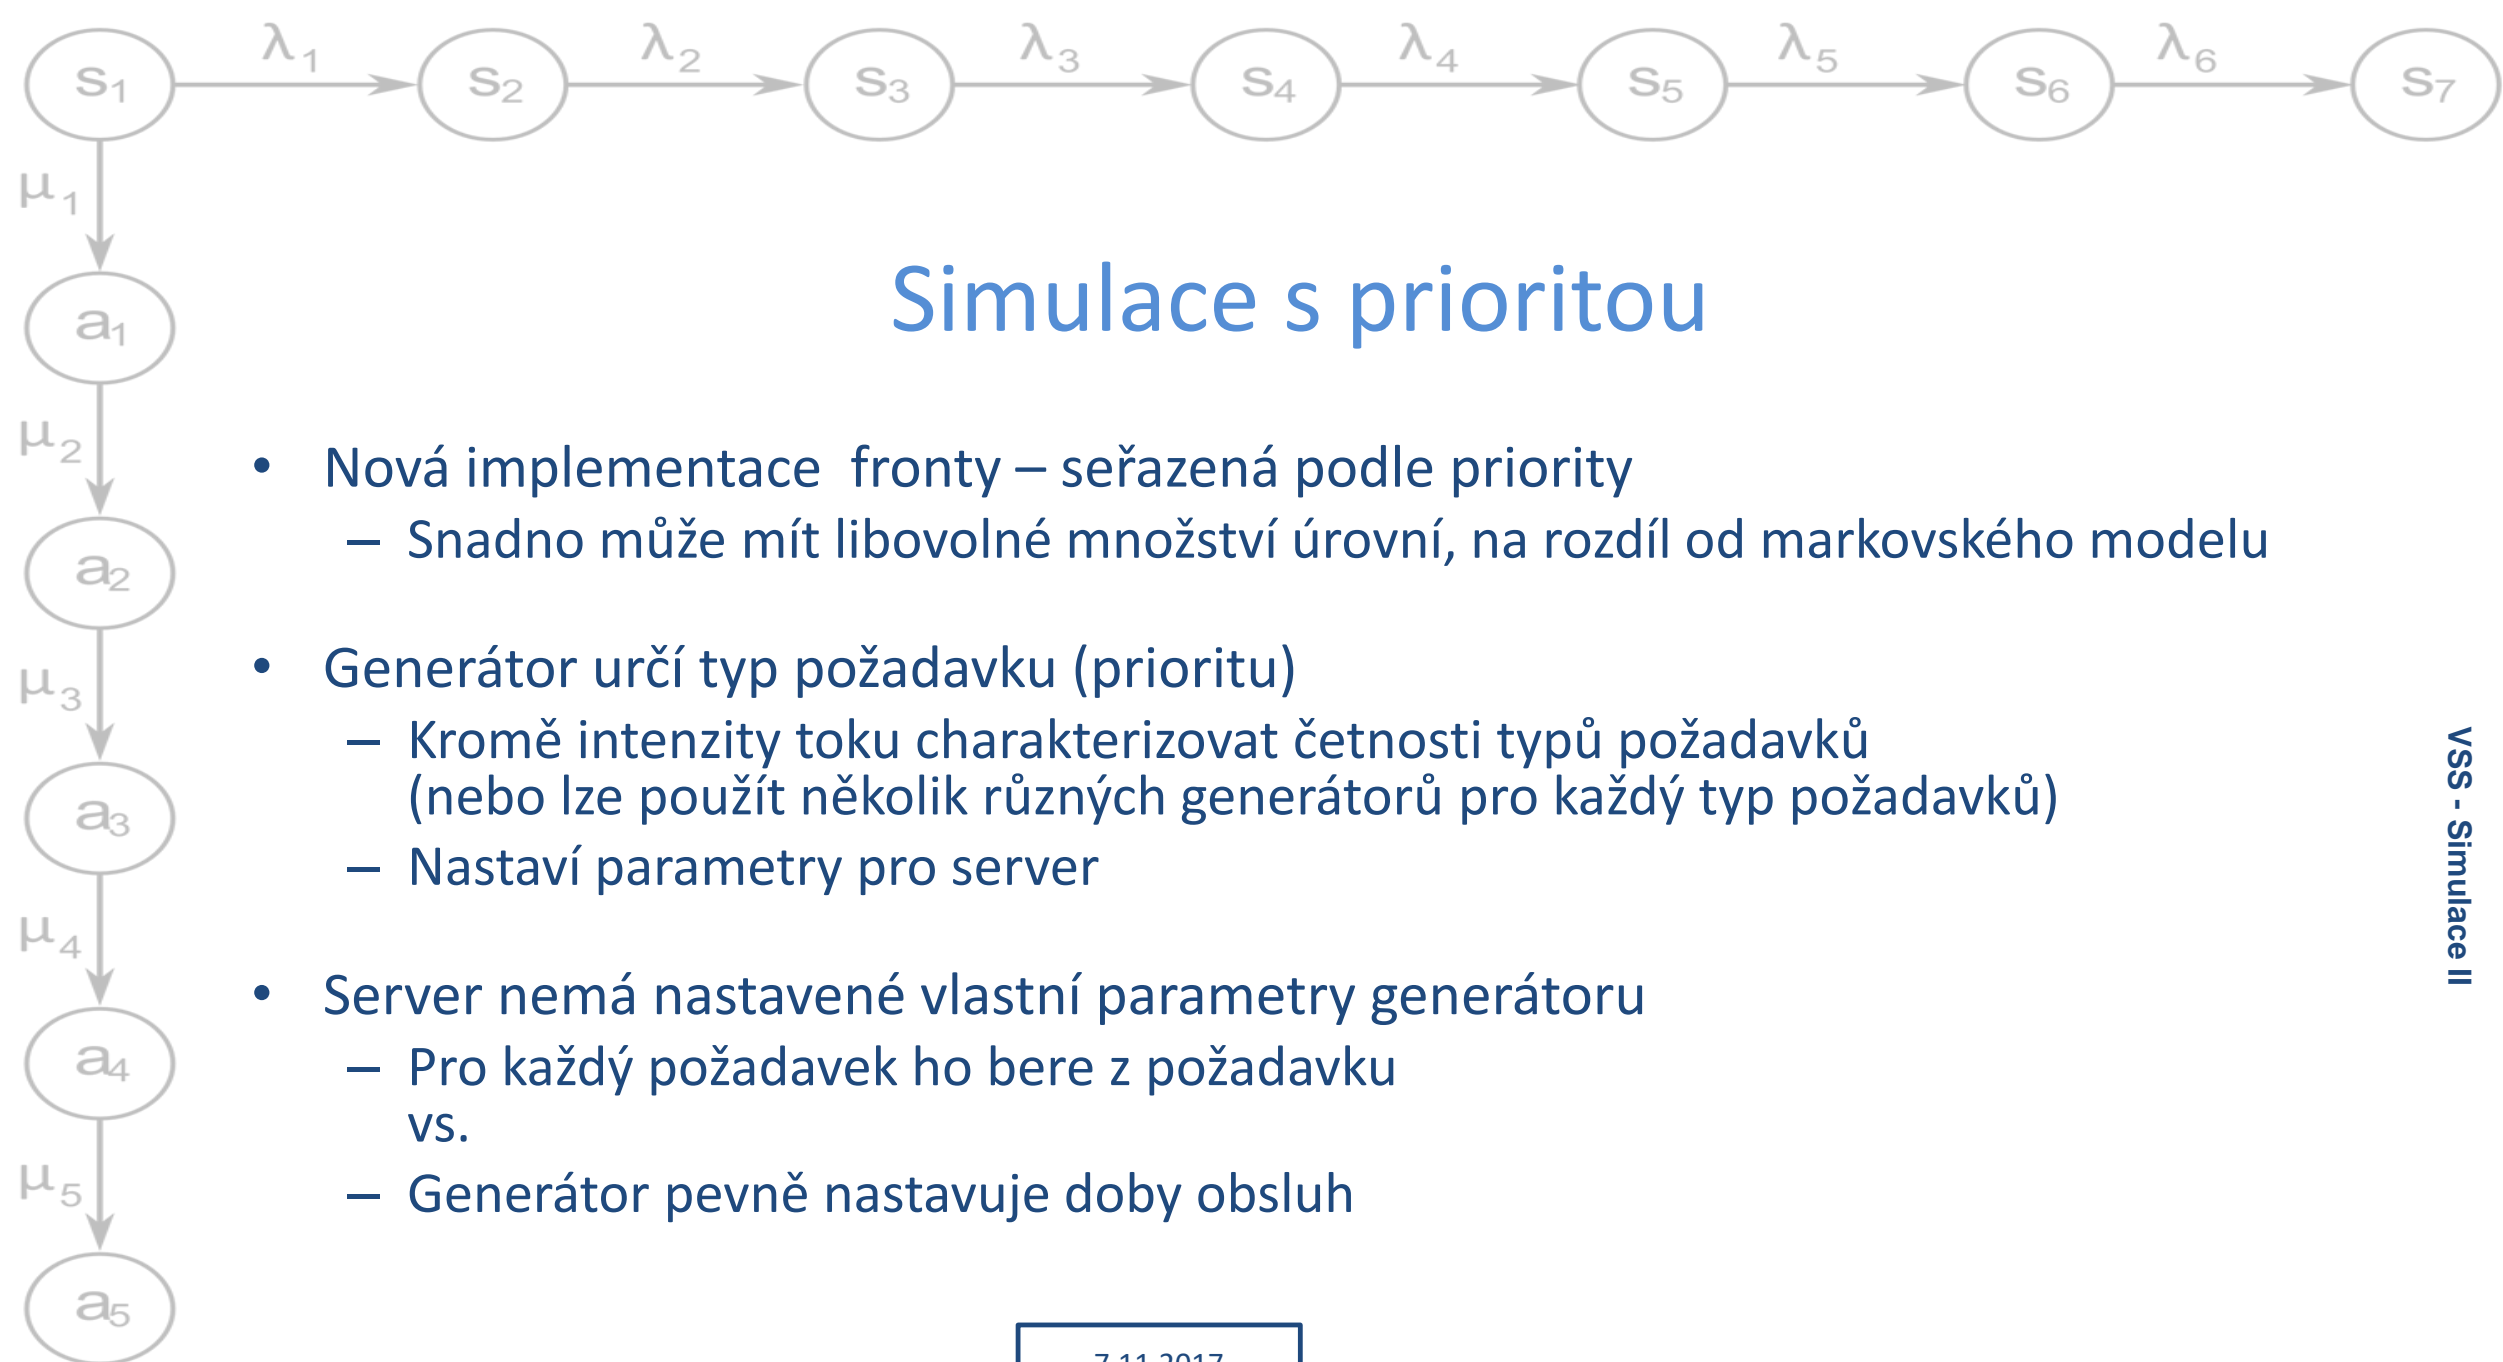 s1 λ1 s2 λ2 s3 λ3 s4 λ4 s5 λ5 s6 λ6 s7
μ1
a1
μ2
a2
μ3
a3
μ4
a4
μ5
a5
Simulace s prioritou
• Nová implementace fronty – seřazená podle priority
– Snadno může mít libovolné množství úrovní, na rozdíl od markovského modelu
• Generátor určí typ požadavku (prioritu)
– Kromě intenzity toku charakterizovat četnosti typů požadavků
(nebo lze použít několik různých generátorů pro každý typ požadavků)
– Nastaví parametry pro server
• Server nemá nastavené vlastní parametry generátoru
– Pro každý požadavek ho bere z požadavku
vs.
– Generátor pevně nastavuje doby obsluh
VSS - Simulace II
7.11.2017